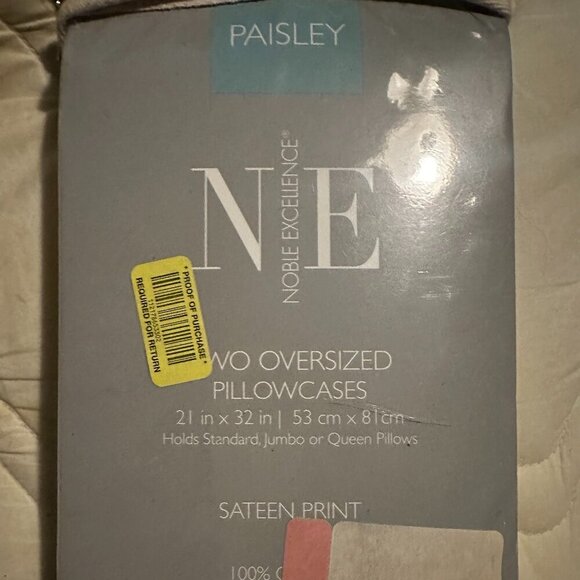 PAISLEY
NE
NOBLE EXCELLENCE®
* PROOF OF PURCHASE *
REQUIRED FOR RETURN
WO OVERSIZED
PILLOWCASES
21 in x 32 in | 53 cm x 81cm
Holds Standard, Jumbo or Queen Pillows
SATEEN PRINT
100% C